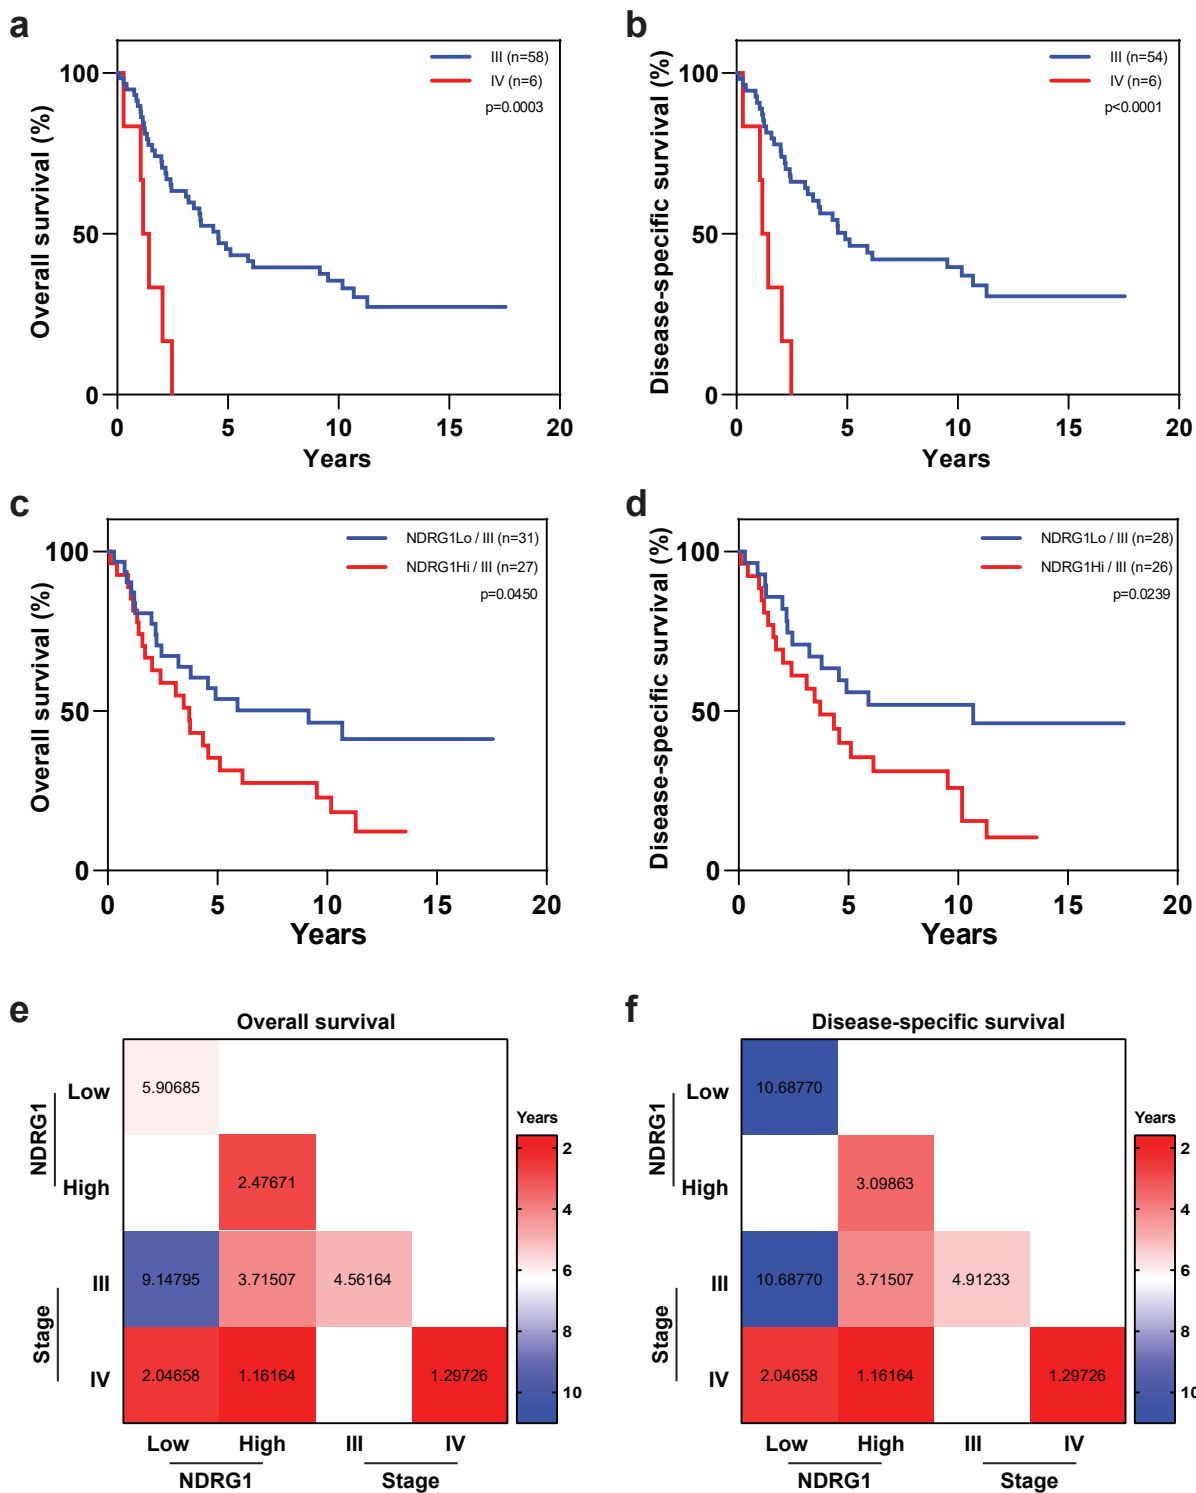 a
Overall survival (%)
100
50
0
0 5 10 15 20
Years
III (n=58)
IV (n=6)
p=0.0003
b
Disease-specific survival (%)
100
50
0
0 5 10 15 20
Years
III (n=54)
IV (n=6)
p<0.0001
c
Overall survival (%)
100
50
0
0 5 10 15 20
Years
NDRG1Lo / III (n=31)
NDRG1Hi / III (n=27)
p=0.0450
d
Disease-specific survival (%)
100
50
0
0 5 10 15 20
Years
NDRG1Lo / III (n=28)
NDRG1Hi / III (n=26)
p=0.0239
e
Overall survival
NDRG1
Low
High
Stage
III
IV
5.90685
2.47671
9.14795 3.71507 4.56164
2.04658 1.16164 1.29726
Low High III IV
NDRG1 Stage
Years
2
4
6
8
10
f
Disease-specific survival
NDRG1
Low
High
Stage
III
IV
10.68770
3.09863
10.68770 3.71507 4.91233
2.04658 1.16164 1.29726
Low High III IV
NDRG1 Stage
Years
2
4
6
8
10